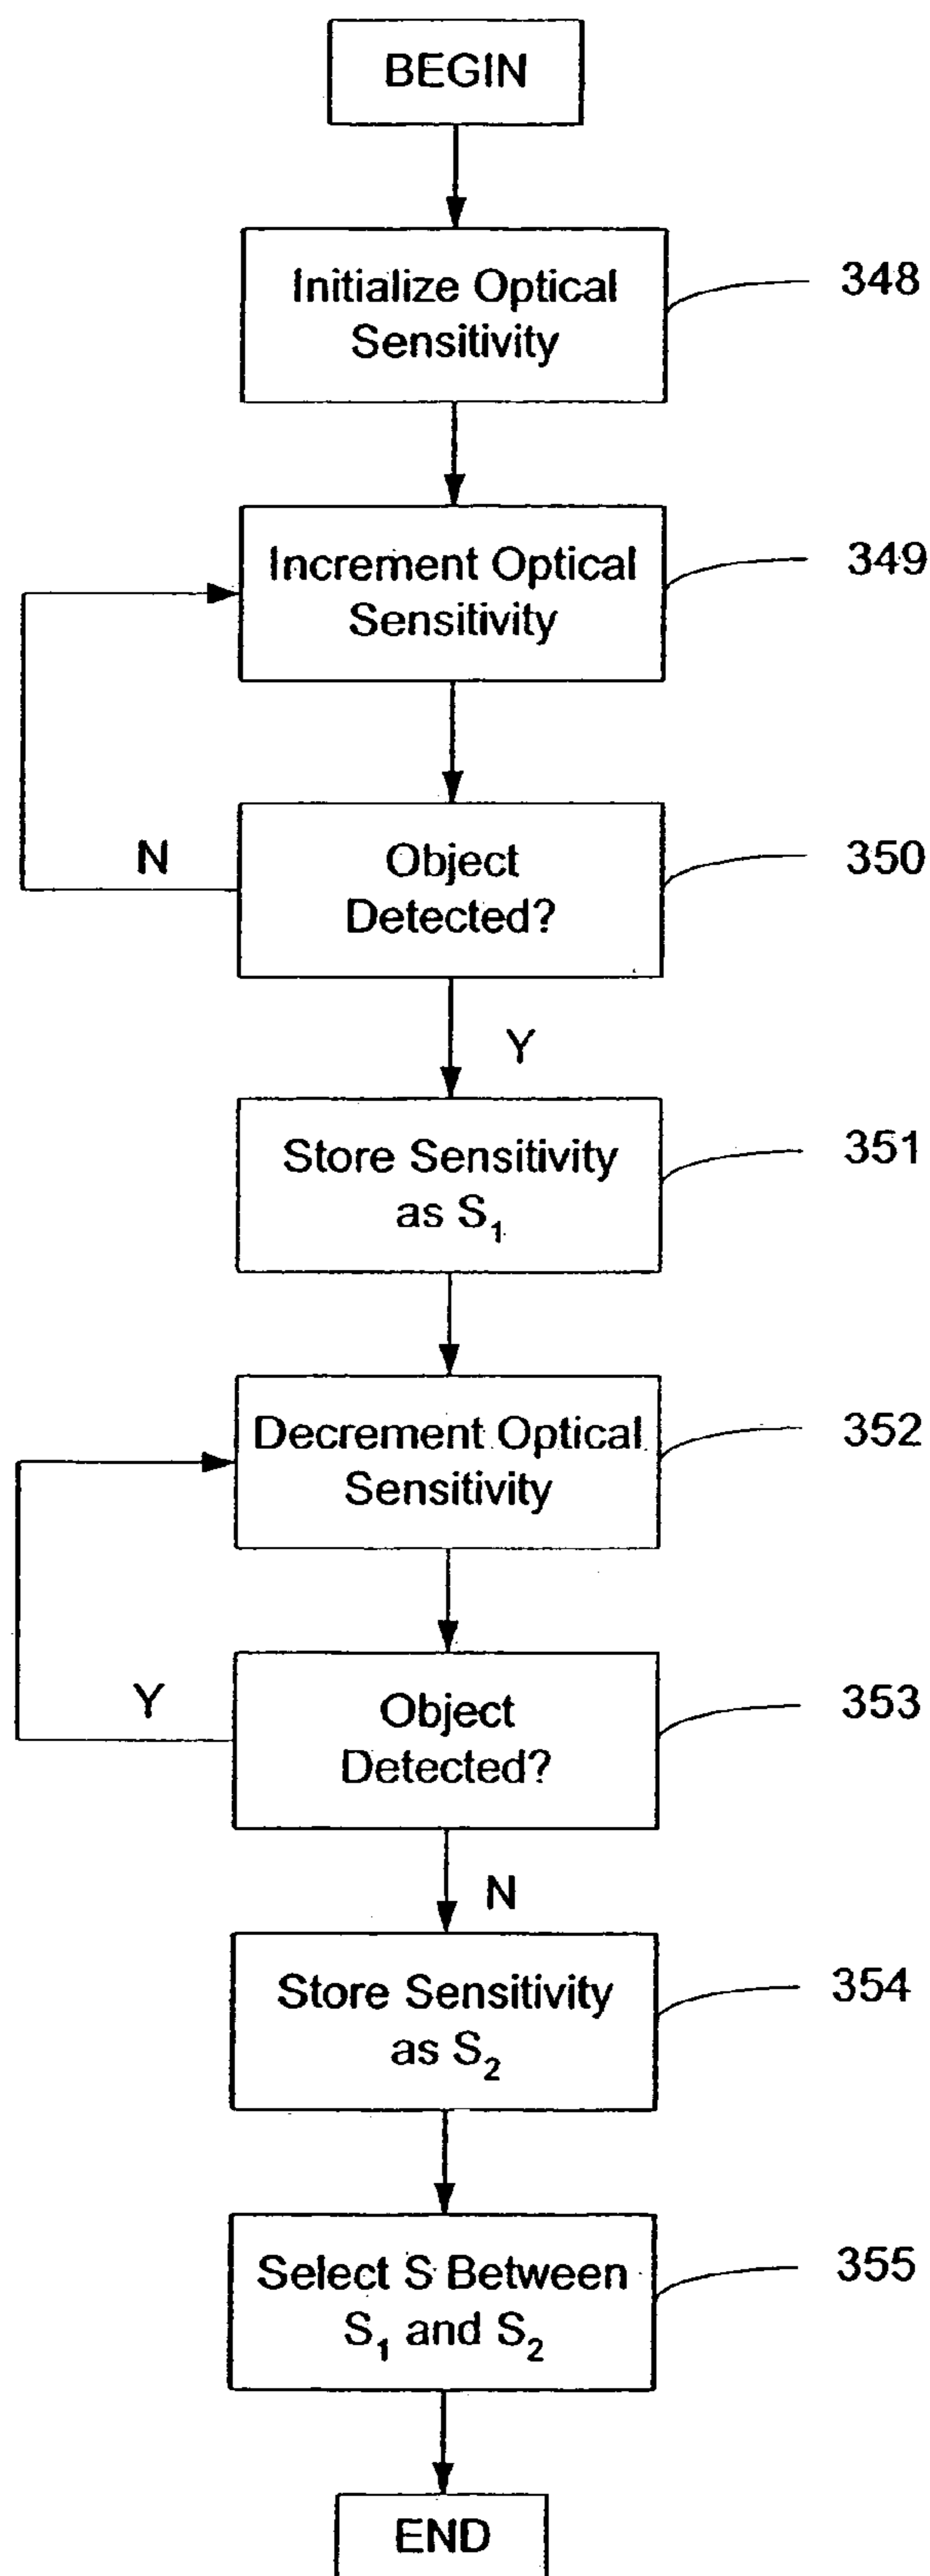 BEGIN
Initialize Optical
Sensitivity
348
Increment Optical
Sensitivity
349
Object
Detected?
350
N
Y
Store Sensitivity
as S₁
351
Decrement Optical
Sensitivity
352
Object
Detected?
353
Y
N
Store Sensitivity
as S₂
354
Select S Between
S₁ and S₂
355
END